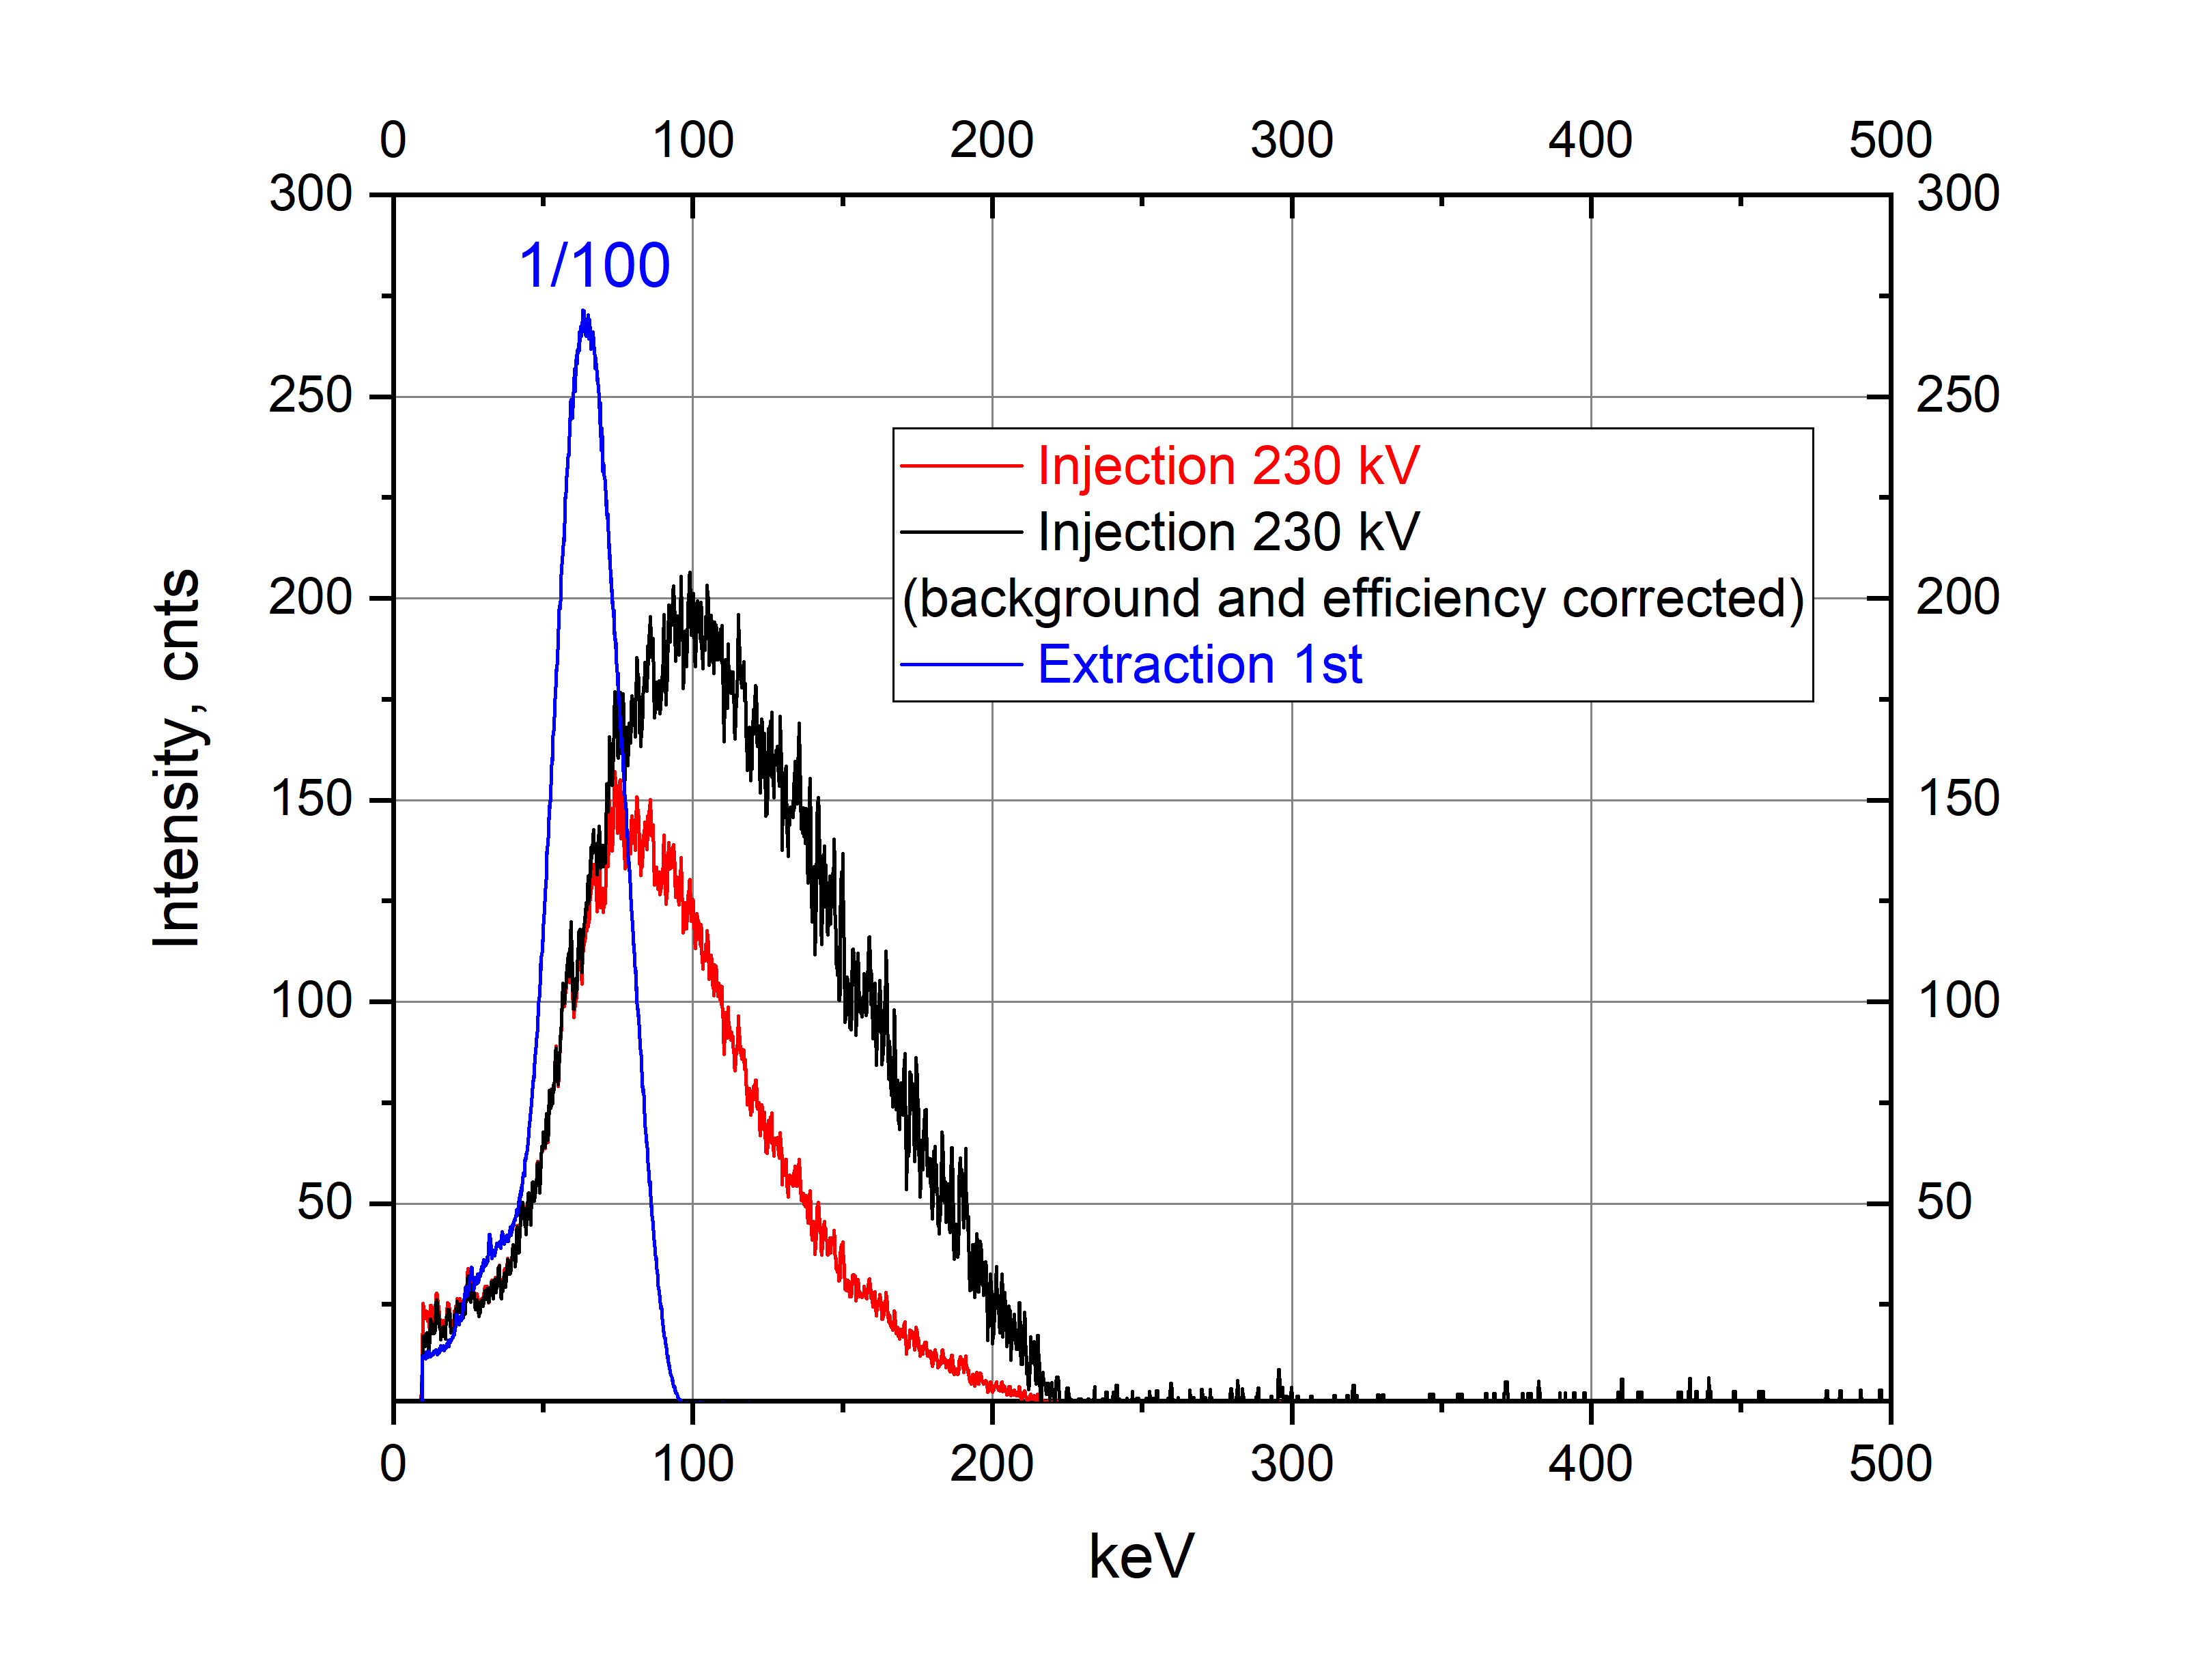 0 100 200 300 400 500
300 300
1/100
250 250
Injection 230 kV
Injection 230 kV
200 (background and efficiency corrected) 200
Extraction 1st
Intensity, cnts
150 150
100 100
50 50
0 100 200 300 400 500
keV